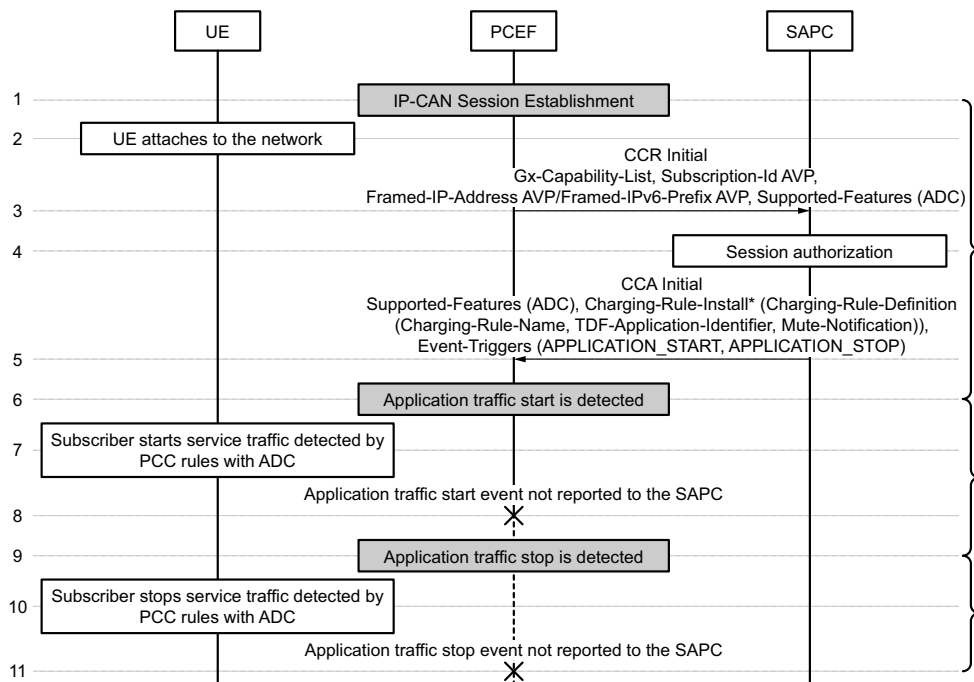 UE
PCEF
SAPC
1
IP-CAN Session Establishment
2
UE attaches to the network
CCR Initial
Gx-Capability-List, Subscription-Id AVP,
Framed-IP-Address AVP/Framed-IPv6-Prefix AVP, Supported-Features (ADC)
3
4
Session authorization
CCA Initial
Supported-Features (ADC), Charging-Rule-Install* (Charging-Rule-Definition
(Charging-Rule-Name, TDF-Application-Identifier, Mute-Notification)),
Event-Triggers (APPLICATION_START, APPLICATION_STOP)
5
6
Application traffic start is detected
7
Subscriber starts service traffic detected by
PCC rules with ADC
Application traffic start event not reported to the SAPC
8
9
Application traffic stop is detected
10
Subscriber stops service traffic detected by
PCC rules with ADC
Application traffic stop event not reported to the SAPC
11